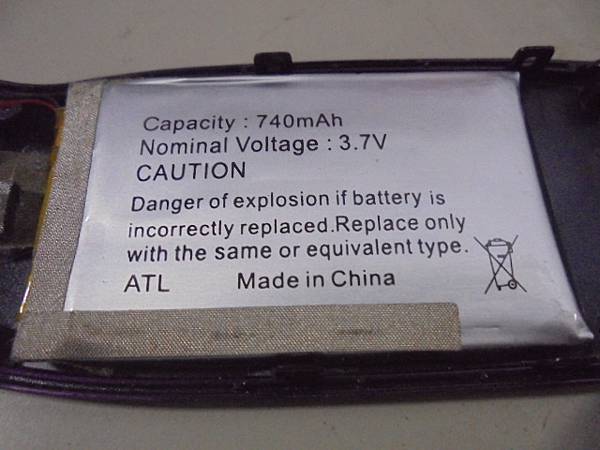 Capacity : 740mAh
Nominal Voltage : 3.7V
CAUTION
Danger of explosion if battery is
incorrectly replaced.Replace only
with the same or equivalent type.
ATL Made in China